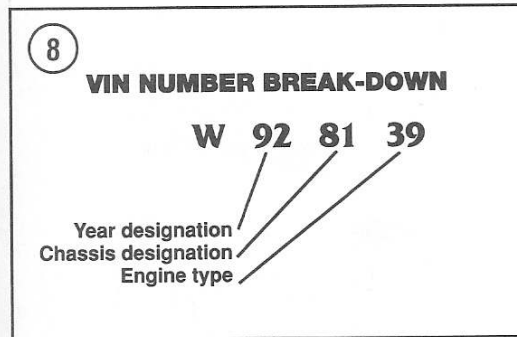 8
VIN NUMBER BREAK-DOWN
W 92 81 39
Year designation
Chassis designation
Engine type